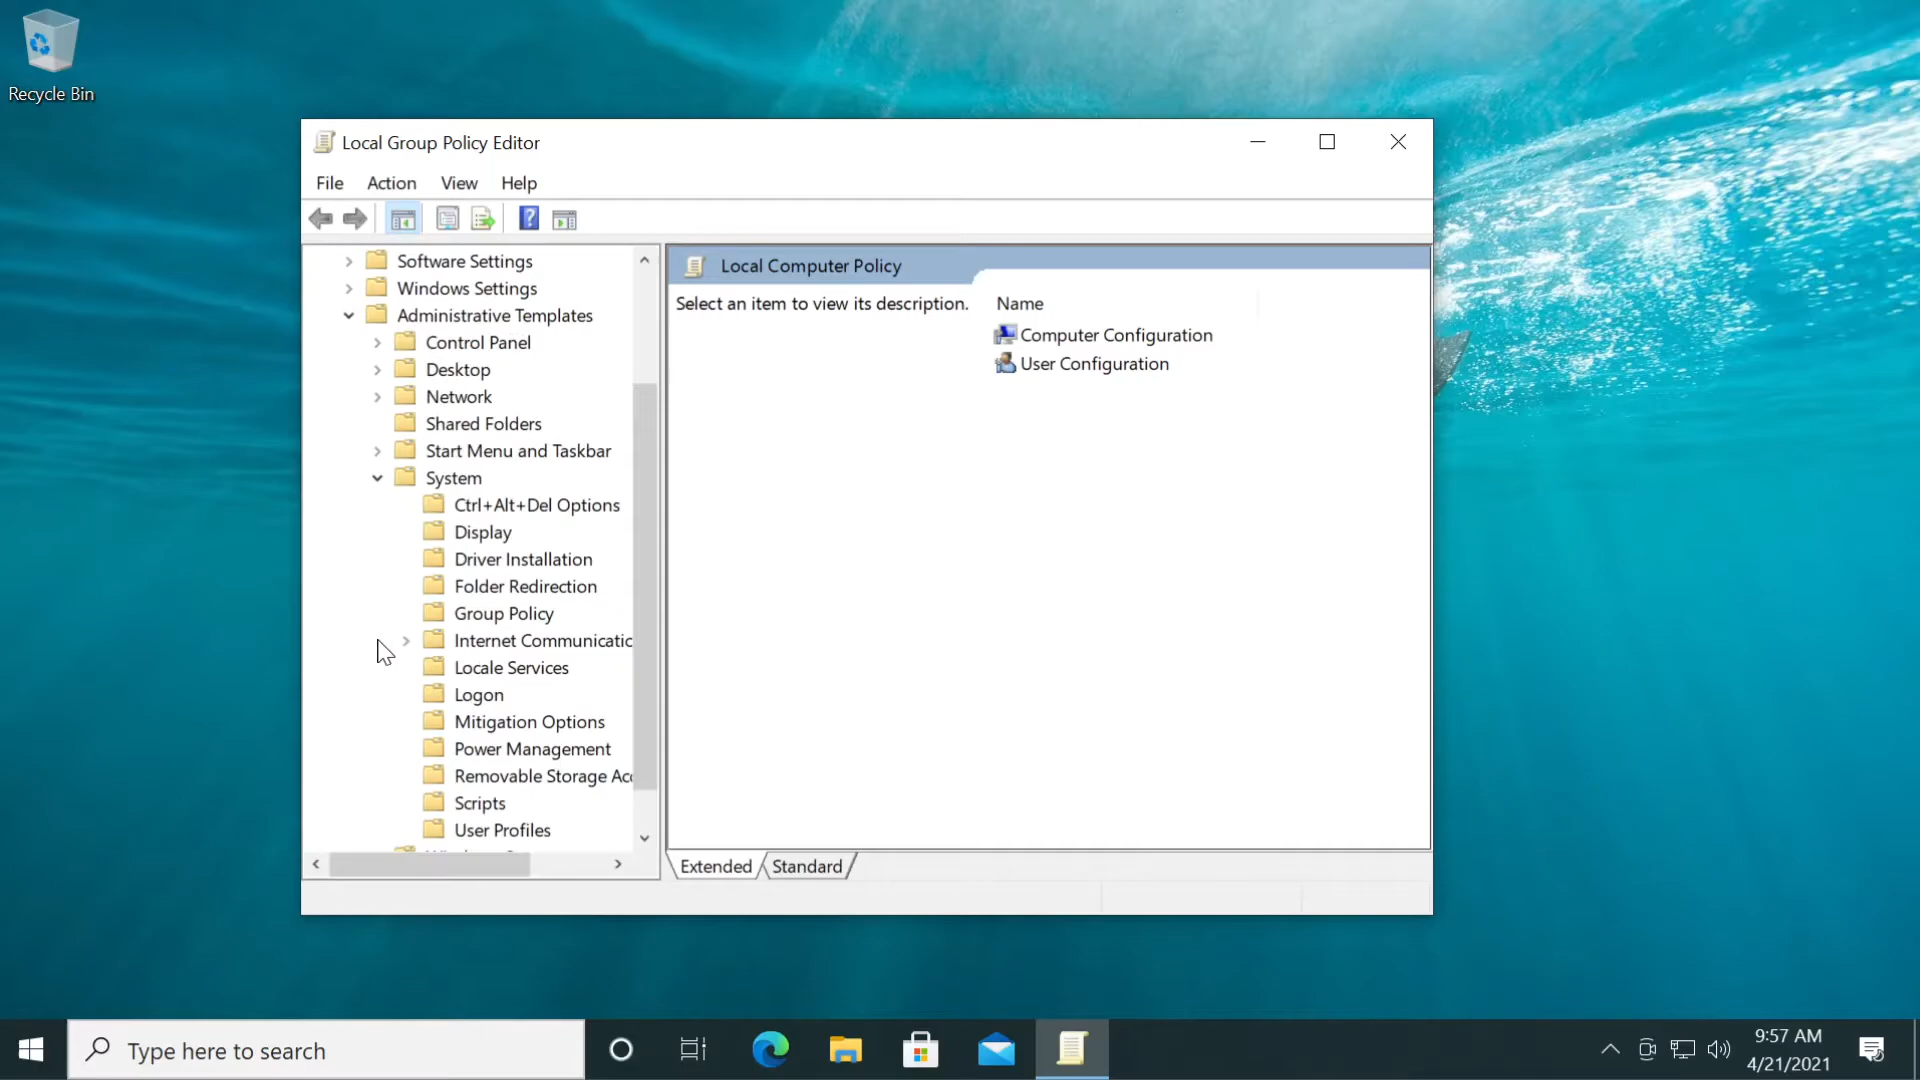 Recycle Bin
Local Group Policy Editor
File Action View Help
Software Settings
Windows Settings
Administrative Templates
Control Panel
Desktop
Network
Shared Folders
Start Menu and Taskbar
System
Ctrl+Alt+Del Options
Display
Driver Installation
Folder Redirection
Group Policy
Internet Communicatio
Locale Services
Logon
Mitigation Options
Power Management
Removable Storage Acc
Scripts
User Profiles
Local Computer Policy
Select an item to view its description.
Name
Computer Configuration
User Configuration
Extended Standard
Type here to search
9:57 AM
4/21/2021